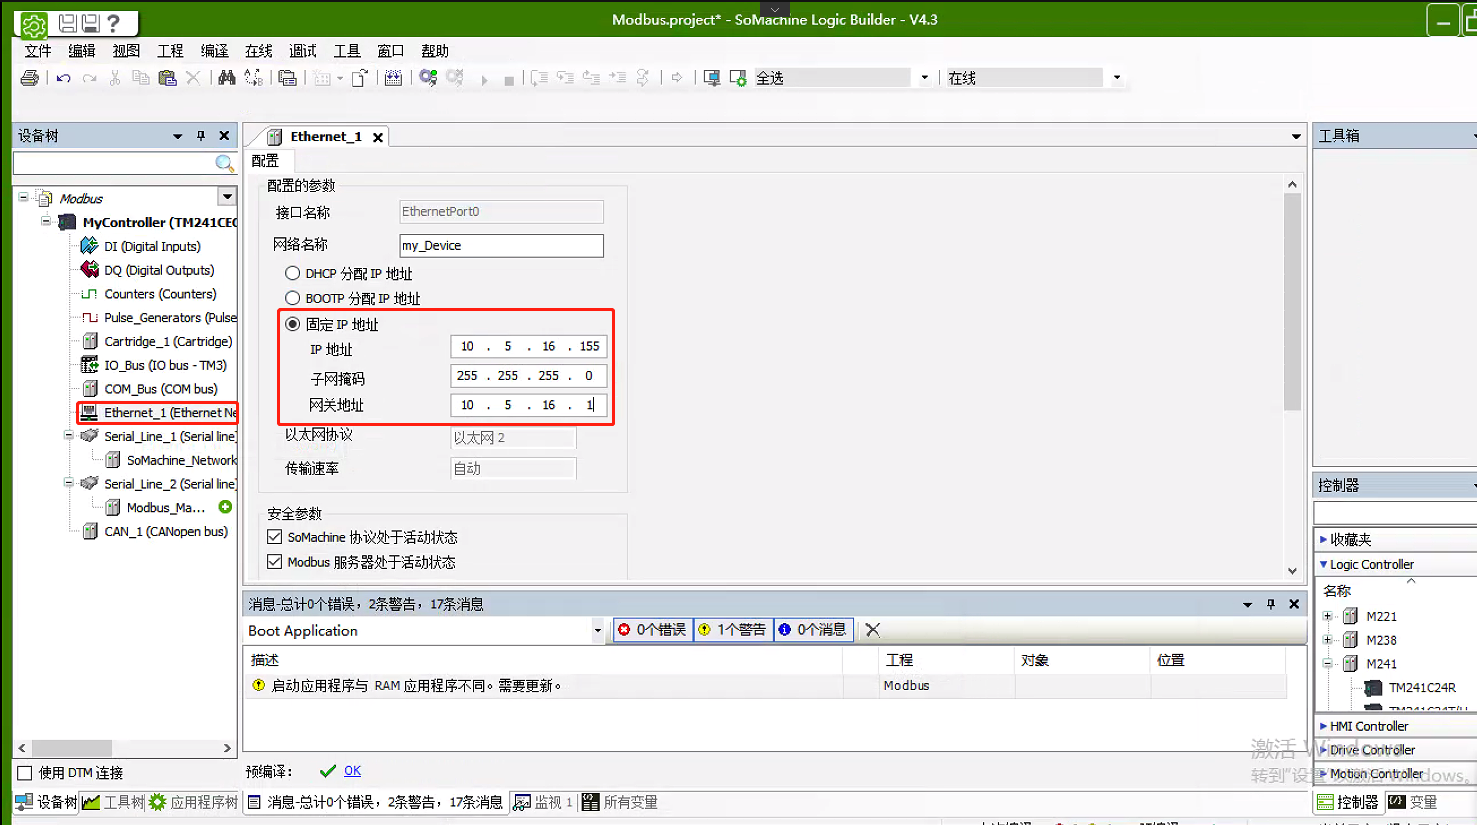 Modbus.project* - SoMachine Logic Builder - V4.3
文件 编辑 视图 工程 编译 在线 调试 工具 窗口 帮助
全选 在线
设备树
Modbus
MyController (TM241CEC
DI (Digital Inputs)
DQ (Digital Outputs)
Counters (Counters)
Pulse_Generators (Pulse
Cartridge_1 (Cartridge)
IO_Bus (IO bus - TM3)
COM_Bus (COM bus)
Ethernet_1 (Ethernet Ne
Serial_Line_1 (Serial line)
SoMachine_Network
Serial_Line_2 (Serial line)
Modbus_Ma...
CAN_1 (CANopen bus)
使用 DTM 连接
设备树 工具树 应用程序树
Ethernet_1
配置
配置的参数
接口名称 EthernetPort0
网络名称 my_Device
DHCP 分配 IP 地址
BOOTP 分配 IP 地址
固定 IP 地址
IP 地址 10 . 5 . 16 . 155
子网掩码 255 . 255 . 255 . 0
网关地址 10 . 5 . 16 . 1
以太网协议 以太网 2
传输速率 自动
安全参数
SoMachine 协议处于活动状态
Modbus 服务器处于活动状态
消息-总计0个错误，2条警告，17条消息
Boot Application 0个错误 1个警告 0个消息
描述 工程 对象 位置
启动应用程序与 RAM 应用程序不同。需要更新。 Modbus
预编译： OK
消息-总计0个错误，2条警告，17条消息 监视 1 所有变量
工具箱
控制器
收藏夹
Logic Controller
名称
M221
M238
M241
TM241C24R
HMI Controller
Drive Controller
Motion Controller
控制器 变量
激活 Windows
转到"设置"以激活 Windows。